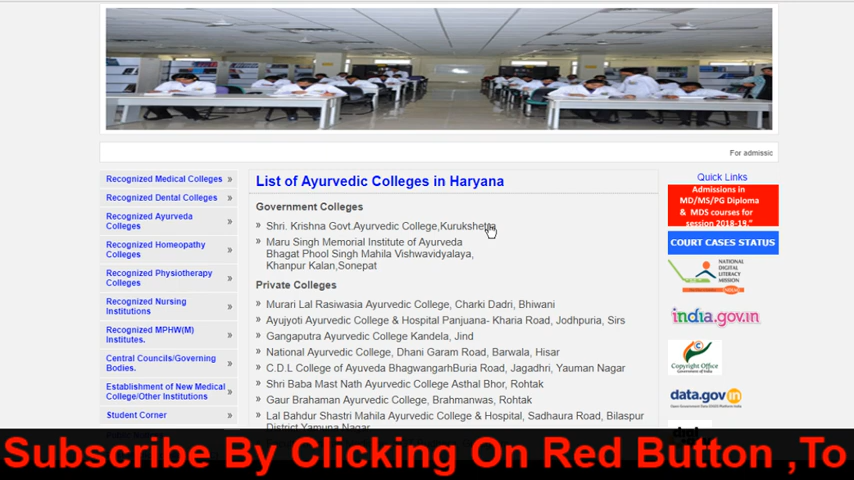 For admissic
Recognized Medical Colleges »
Recognized Dental Colleges »
Recognized Ayurveda
Colleges »
Recognized Homeopathy
Colleges »
Recognized Physiotherapy
Colleges »
Recognized Nursing
Institutions »
Recognized MPHW(M)
Institutes. »
Central Councils/Governing
Bodies. »
Establishment of New Medical
College/Other Institutions »
Student Corner »
List of Ayurvedic Colleges in Haryana
Government Colleges
» Shri. Krishna Govt.Ayurvedic College,Kurukshetra
» Maru Singh Memorial Institute of Ayurveda
Bhagat Phool Singh Mahila Vishwavidyalaya,
Khanpur Kalan,Sonepat
Private Colleges
» Murari Lal Rasiwasia Ayurvedic College, Charki Dadri, Bhiwani
» Ayujyoti Ayurvedic College & Hospital Panjuana- Kharia Road, Jodhpuria, Sirs
» Gangaputra Ayurvedic College Kandela, Jind
» National Ayurvedic College, Dhani Garam Road, Barwala, Hisar
» C.D.L College of Ayuveda BhagwangarhBuria Road, Jagadhri, Yauman Nagar
» Shri Baba Mast Nath Ayurvedic College Asthal Bhor, Rohtak
» Gaur Brahaman Ayurvedic College, Brahmanwas, Rohtak
» Lal Bahdur Shastri Mahila Ayurvedic College & Hospital, Sadhaura Road, Bilaspur
District Yamuna Nagar
Quick Links
Admissions in
MD/MS/PG Diploma
& MDS courses for
session 2018-19."
COURT CASES STATUS
NATIONAL
DIGITAL
LITERACY
MISSION
india.gov.in
Copyright Office
data.gov.in
Subscribe By Clicking On Red Button ,To